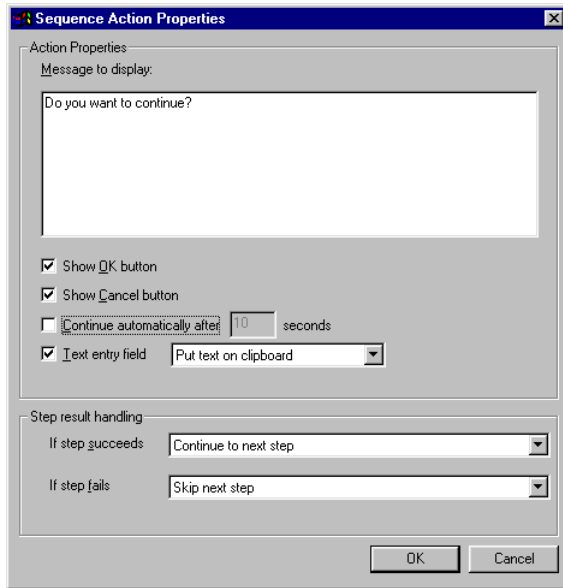 Sequence Action Properties
Action Properties
Message to display:
Do you want to continue?
Show OK button
Show Cancel button
Continue automatically after 10 seconds
Text entry field Put text on clipboard
Step result handling
If step succeeds Continue to next step
If step fails Skip next step
OK Cancel